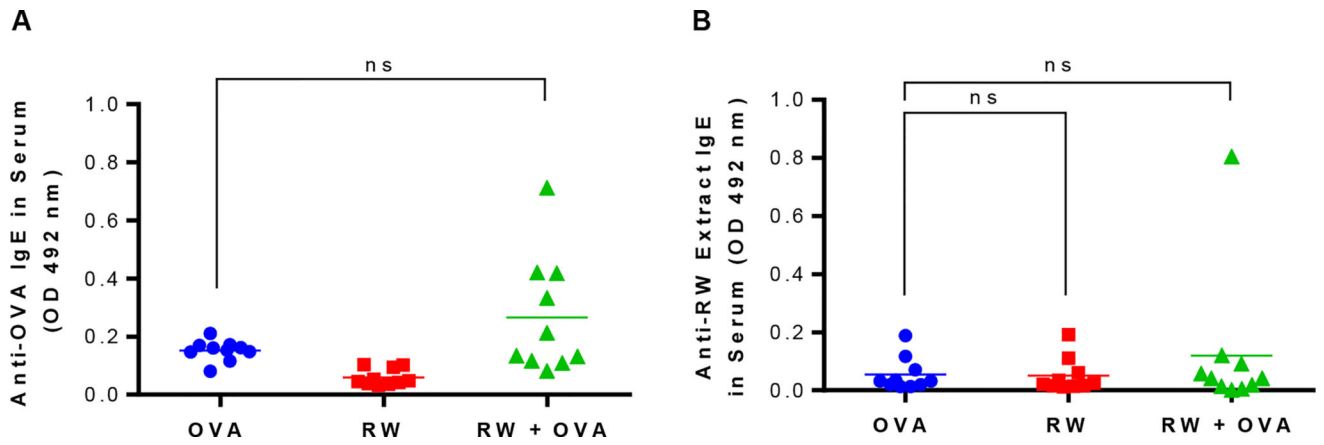 A
Anti-OVA IgE in Serum
(OD 492 nm)
1.0
0.8
0.6
0.4
0.2
0.0
ns
OVA
RW
RW + OVA
B
Anti-RW Extract IgE
in Serum (OD 492 nm)
1.0
0.8
0.6
0.4
0.2
0.0
ns
ns
OVA
RW
RW + OVA